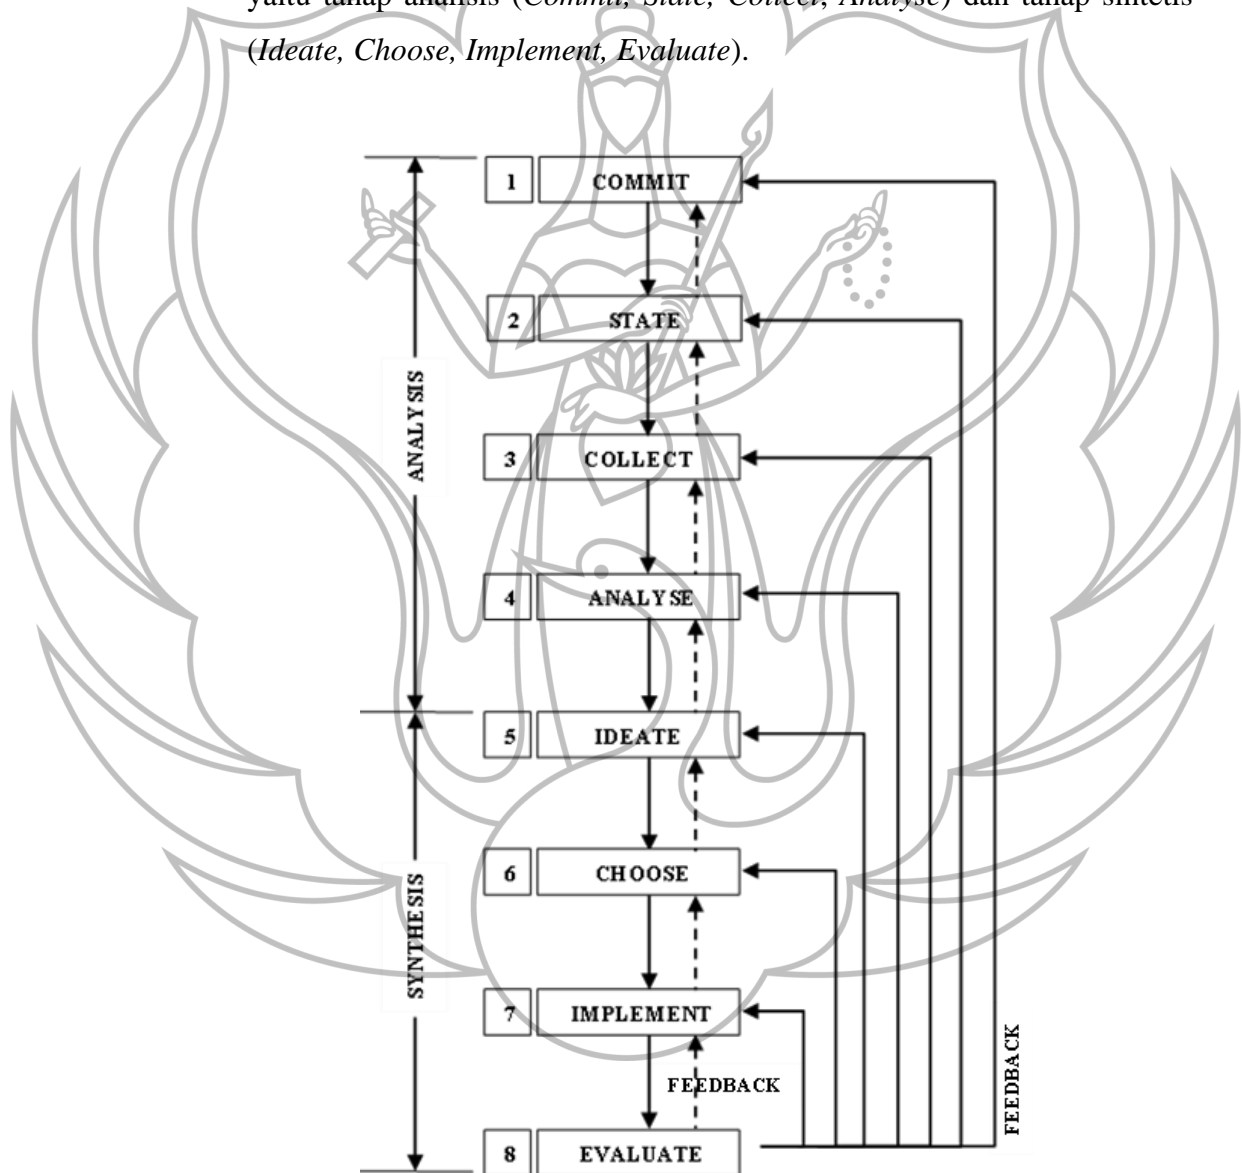 yaitu tahap analisis (Commit, State, Collect, Analyse) dan tahap sintetis
(Ideate, Choose, Implement, Evaluate).
1 COMMIT
2 STATE
ANALYSIS
3 COLLECT
4 ANALYSE
5 IDEATE
6 CHOOSE
SYNTHESIS
7 IMPLEMENT
FEEDBACK
FEEDBACK
8 EVALUATE